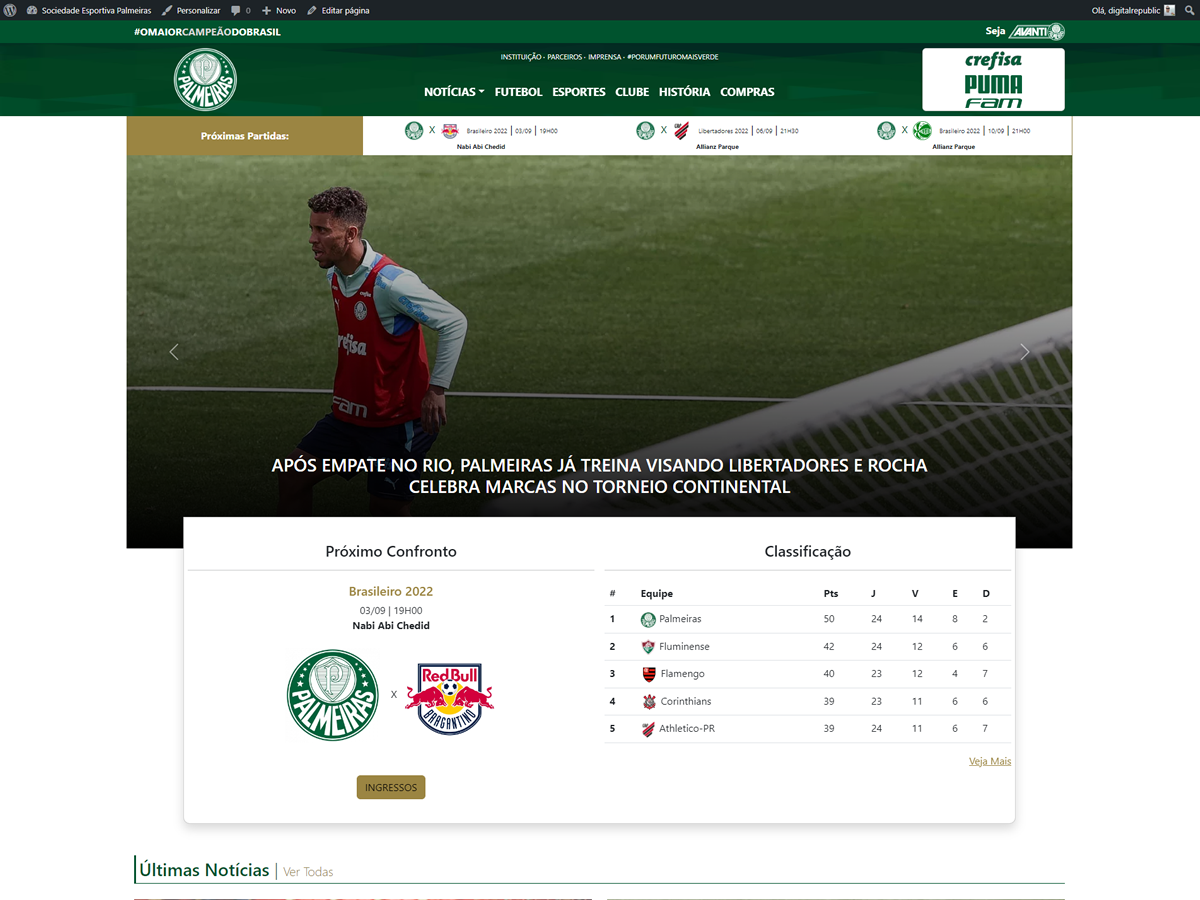 Sociedade Esportiva Palmeiras Personalizar 0 Novo Editar página Olá, digitalrepublic
#OMAIORCAMPEÃODOBRASIL Seja AVANTI
INSTITUIÇÃO - PARCEIROS - IMPRENSA - #PORUMFUTUROMAISVERDE
PALMEIRAS
NOTÍCIAS FUTEBOL ESPORTES CLUBE HISTÓRIA COMPRAS
crefisa
PUMA
FAM
Próximas Partidas:
X Brasileiro 2022 | 03/09 | 19H00
Nabi Abi Chedid
X Libertadores 2022 | 06/09 | 21H30
Allianz Parque
X Brasileiro 2022 | 10/09 | 21H00
Allianz Parque
crefisa
FAM
APÓS EMPATE NO RIO, PALMEIRAS JÁ TREINA VISANDO LIBERTADORES E ROCHA
CELEBRA MARCAS NO TORNEIO CONTINENTAL
Próximo Confronto
Brasileiro 2022
03/09 | 19H00
Nabi Abi Chedid
PALMEIRAS X Red Bull BRAGANTINO
INGRESSOS
Classificação
# Equipe Pts J V E D
1 Palmeiras 50 24 14 8 2
2 Fluminense 42 24 12 6 6
3 Flamengo 40 23 12 4 7
4 Corinthians 39 23 11 6 6
5 Athletico-PR 39 24 11 6 7
Veja Mais
Últimas Notícias | Ver Todas